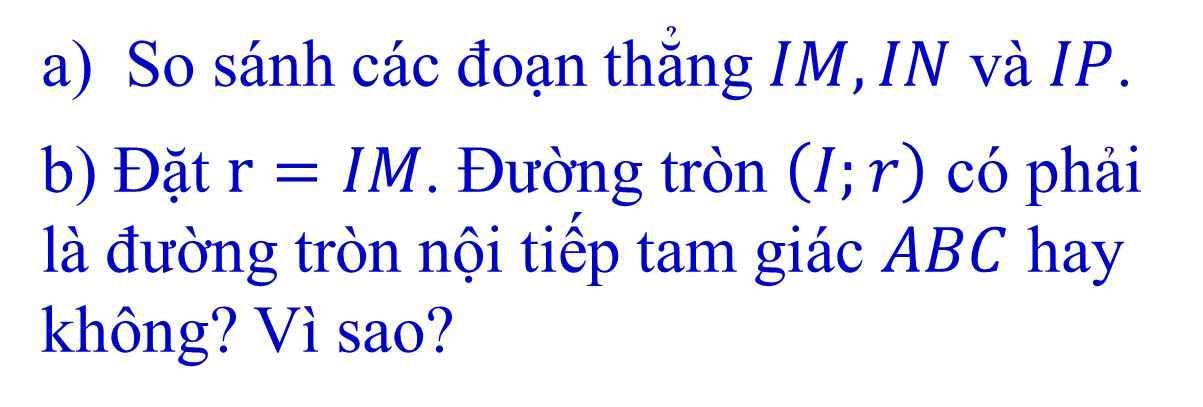 a) So sánh các đoạn thẳng IM, IN và IP.
b) Đặt r = IM. Đường tròn (I; r) có phải
là đường tròn nội tiếp tam giác ABC hay
không? Vì sao?